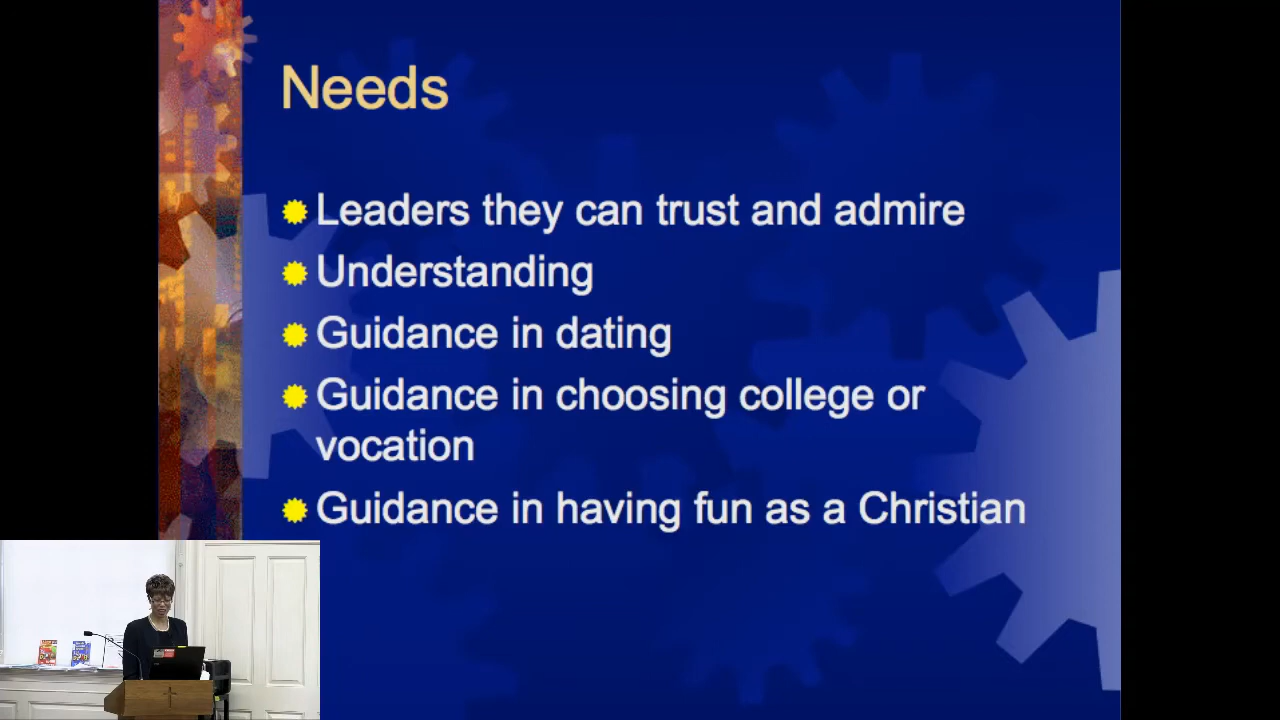 Needs
Leaders they can trust and admire
Understanding
Guidance in dating
Guidance in choosing college or
vocation
Guidance in having fun as a Christian